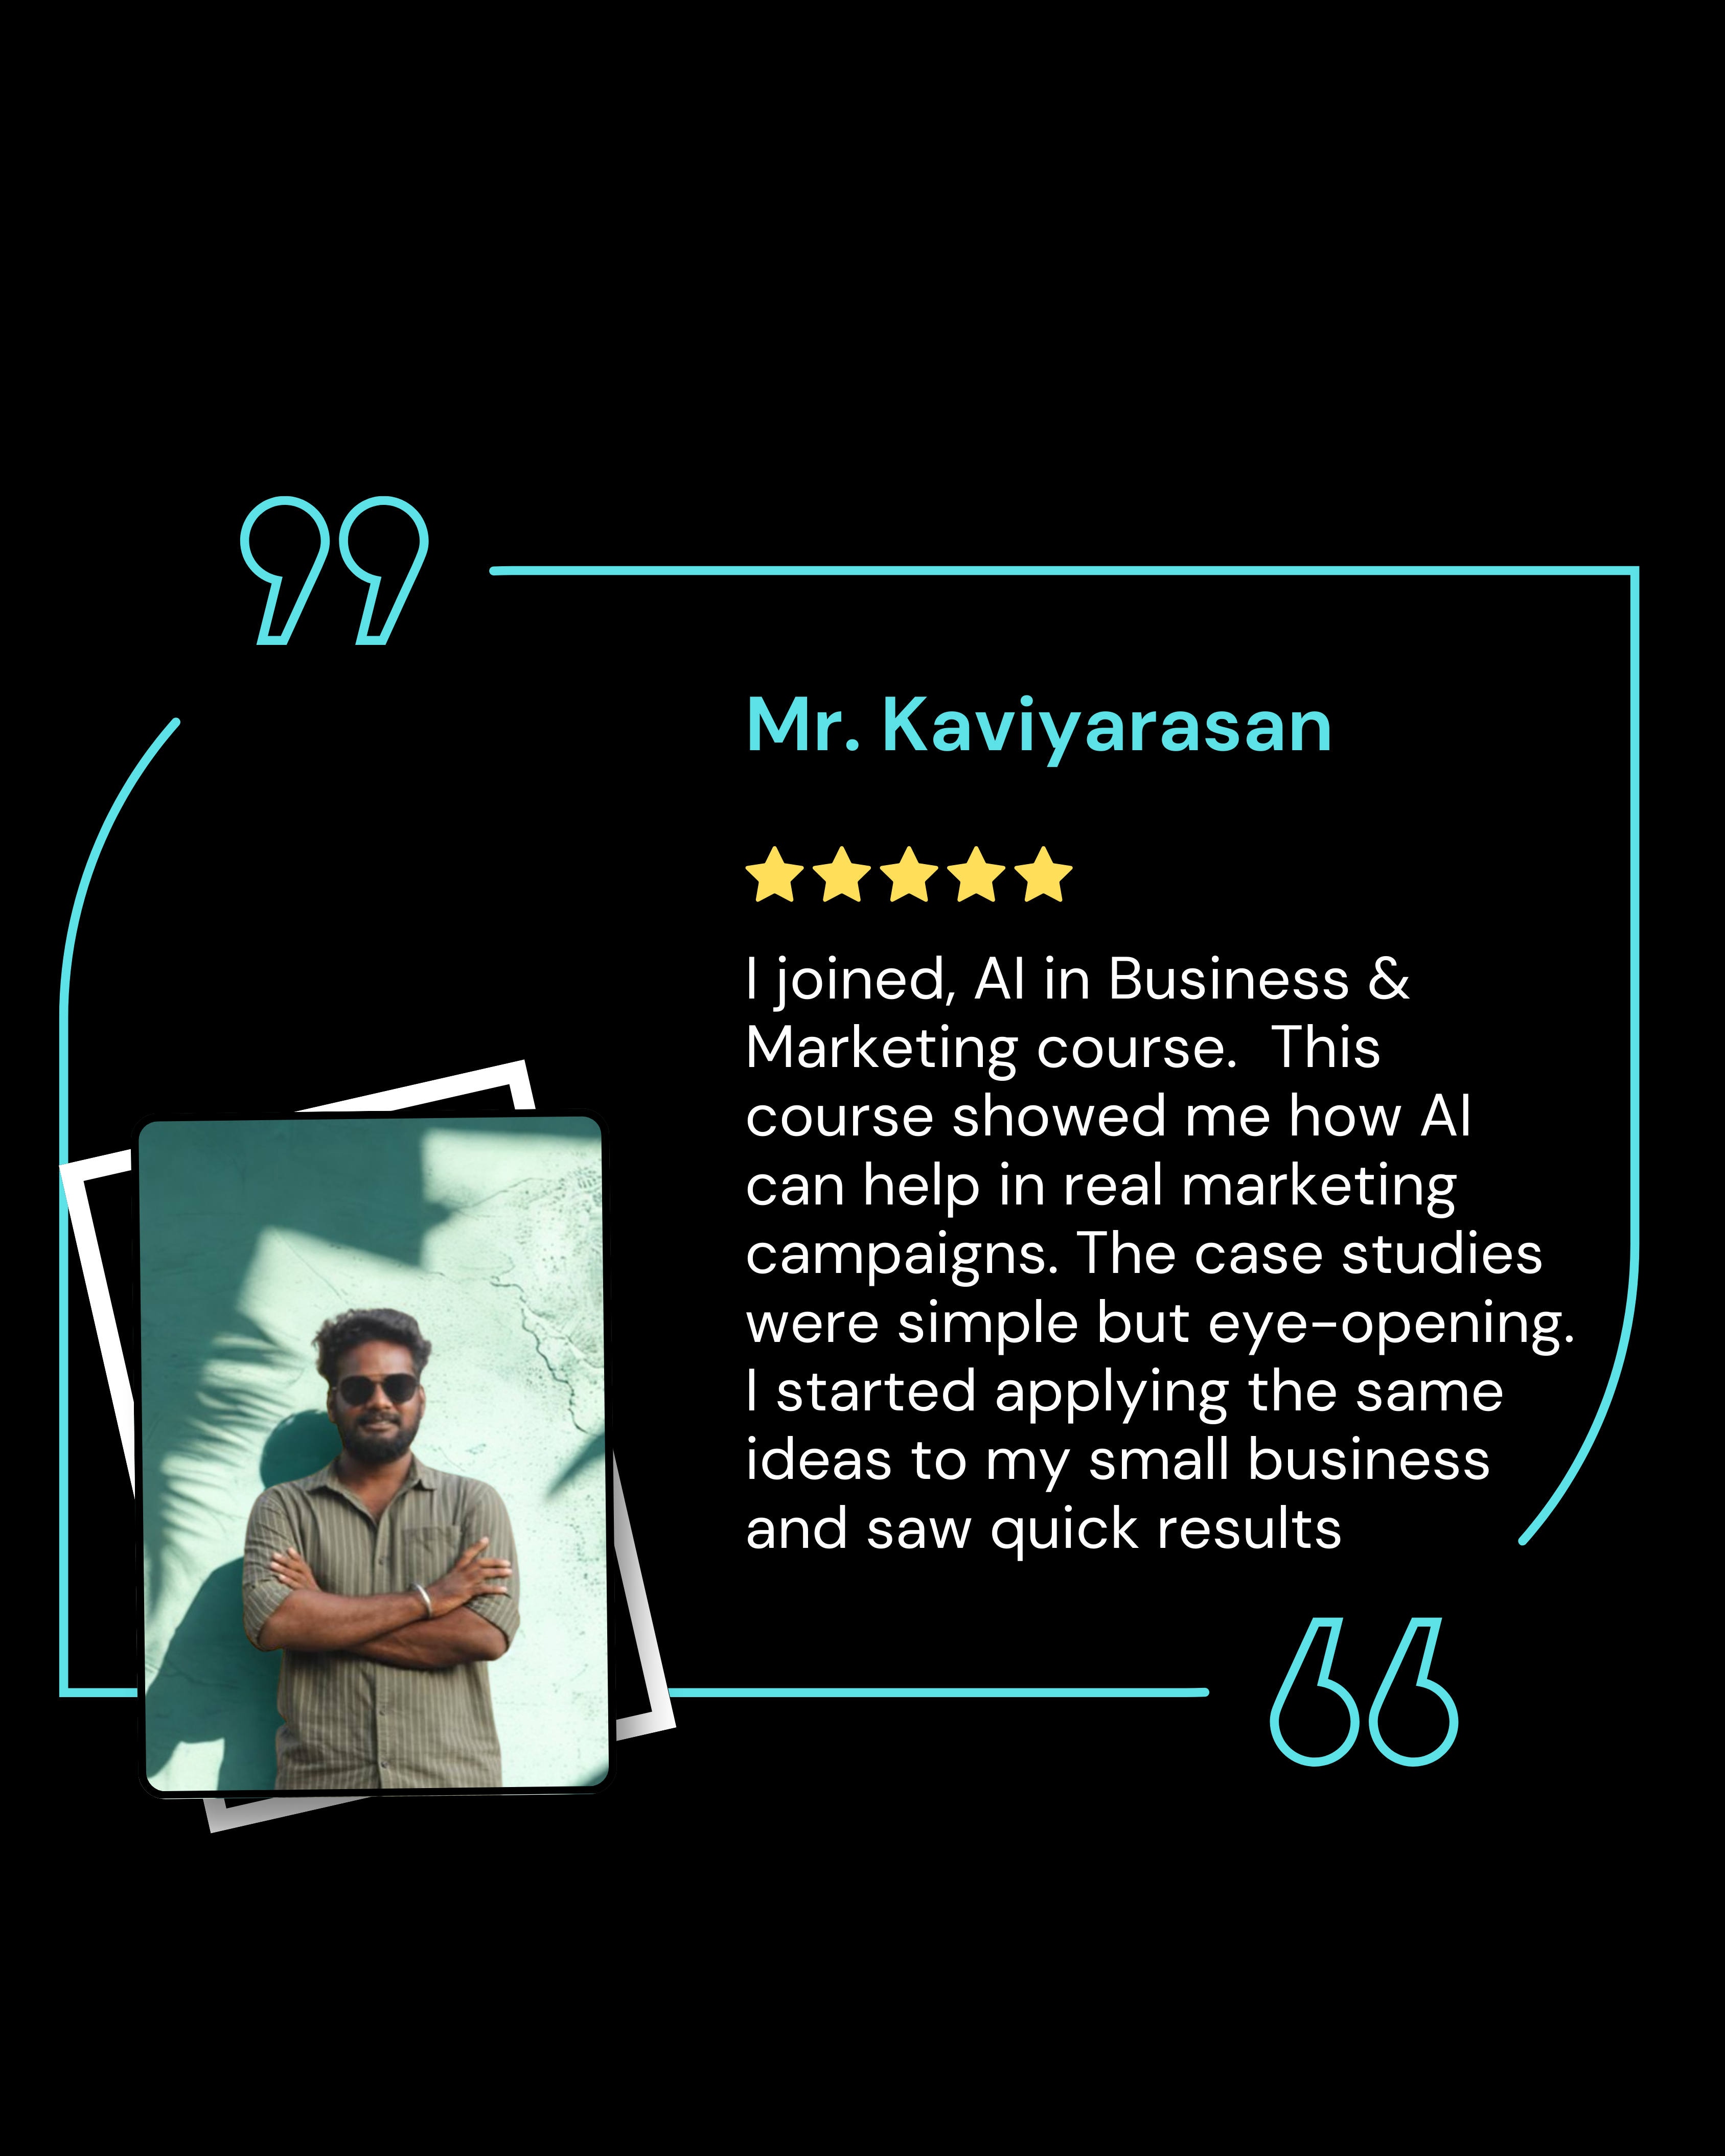 Mr. Kaviyarasan
I joined, AI in Business &
Marketing course.  This
course showed me how AI
can help in real marketing
campaigns. The case studies
were simple but eye-opening.
I started applying the same
ideas to my small business
and saw quick results